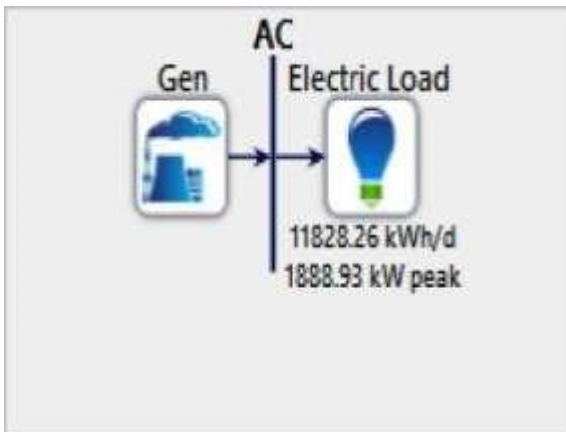 AC
Gen
Electric Load
11828.26 kWh/d
1888.93 kW peak